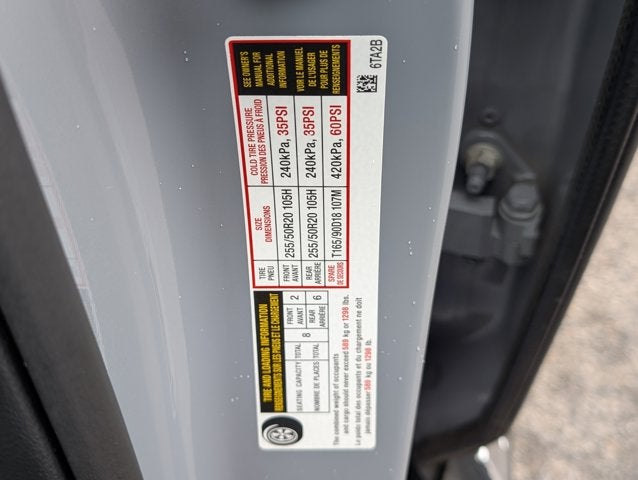 TIRE AND LOADING INFORMATION
RENSEIGNEMENTS SUR LES PNEUS ET LE CHARGEMENT
SEATING CAPACITY TOTAL 8 FRONT 2 REAR 6
NOMBRE DE PLACES TOTAL AVANT ARRIÈRE
The combined weight of occupants
and cargo should never exceed 589 kg or 1298 lbs.
Le poids total des occupants et du chargement ne doit
jamais dépasser 589 kg ou 1298 lb.
TIRE
PNEU
SIZE
DIMENSIONS
COLD TIRE PRESSURE
PRESSION DES PNEUS À FROID
FRONT
AVANT
255/50R20 105H
240kPa, 35PSI
REAR
ARRIÈRE
255/50R20 105H
240kPa, 35PSI
SPARE
DE SECOURS
T165/90D18 107M
420kPa, 60PSI
SEE OWNER'S
MANUAL FOR
ADDITIONAL
INFORMATION
VOIR LE MANUEL
DE L'USAGER
POUR PLUS DE
RENSEIGNEMENTS
6TA2B